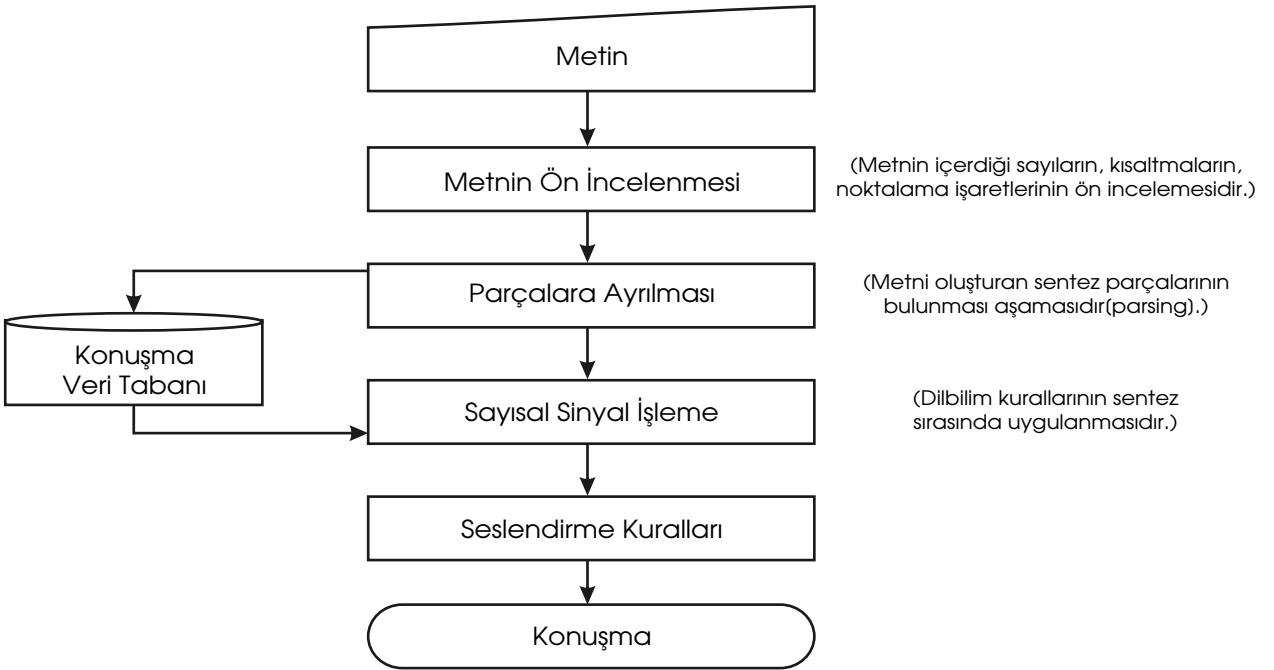 Metin
Metnin Ön İncelenmesi
(Metnin içerdiği sayıların, kısaltmaların,
noktalama işaretlerinin ön incelemesidir.)
Parçalara Ayrılması
(Metni oluşturan sentez parçalarının
bulunması aşamasıdır(parsing).)
Konuşma
Veri Tabanı
Sayısal Sinyal İşleme
(Dilbilim kurallarının sentez
sırasında uygulanmasıdır.)
Seslendirme Kuralları
Konuşma